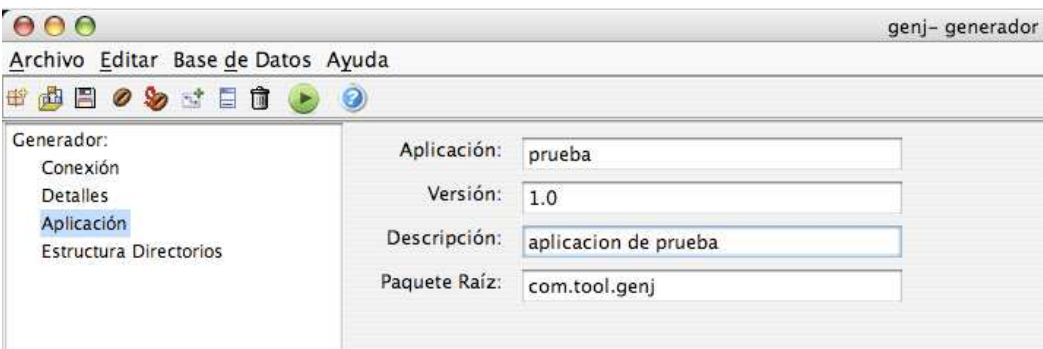 genj– generador
Archivo Editar Base de Datos Ayuda
Generador:
Conexión
Detalles
Aplicación
Estructura Directorios
Aplicación: prueba
Versión: 1.0
Descripción: aplicacion de prueba
Paquete Raíz: com.tool.genj